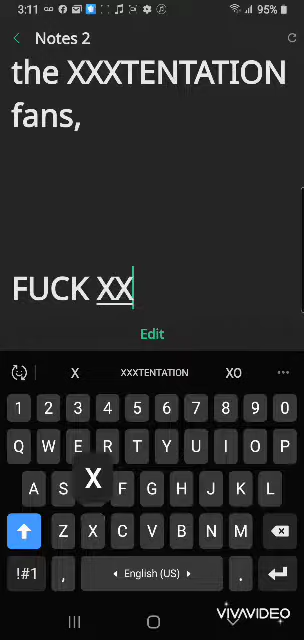 3:11
95%
Notes 2
the XXXTENTATION
fans,
FUCK XX
Edit
X XXXTENTATION XO
1 2 3 4 5 6 7 8 9 0
Q W E R T Y U I O P
A S X F G H J K L
Z X C V B N M
!#1 , English (US) .
VIVAVIDEO